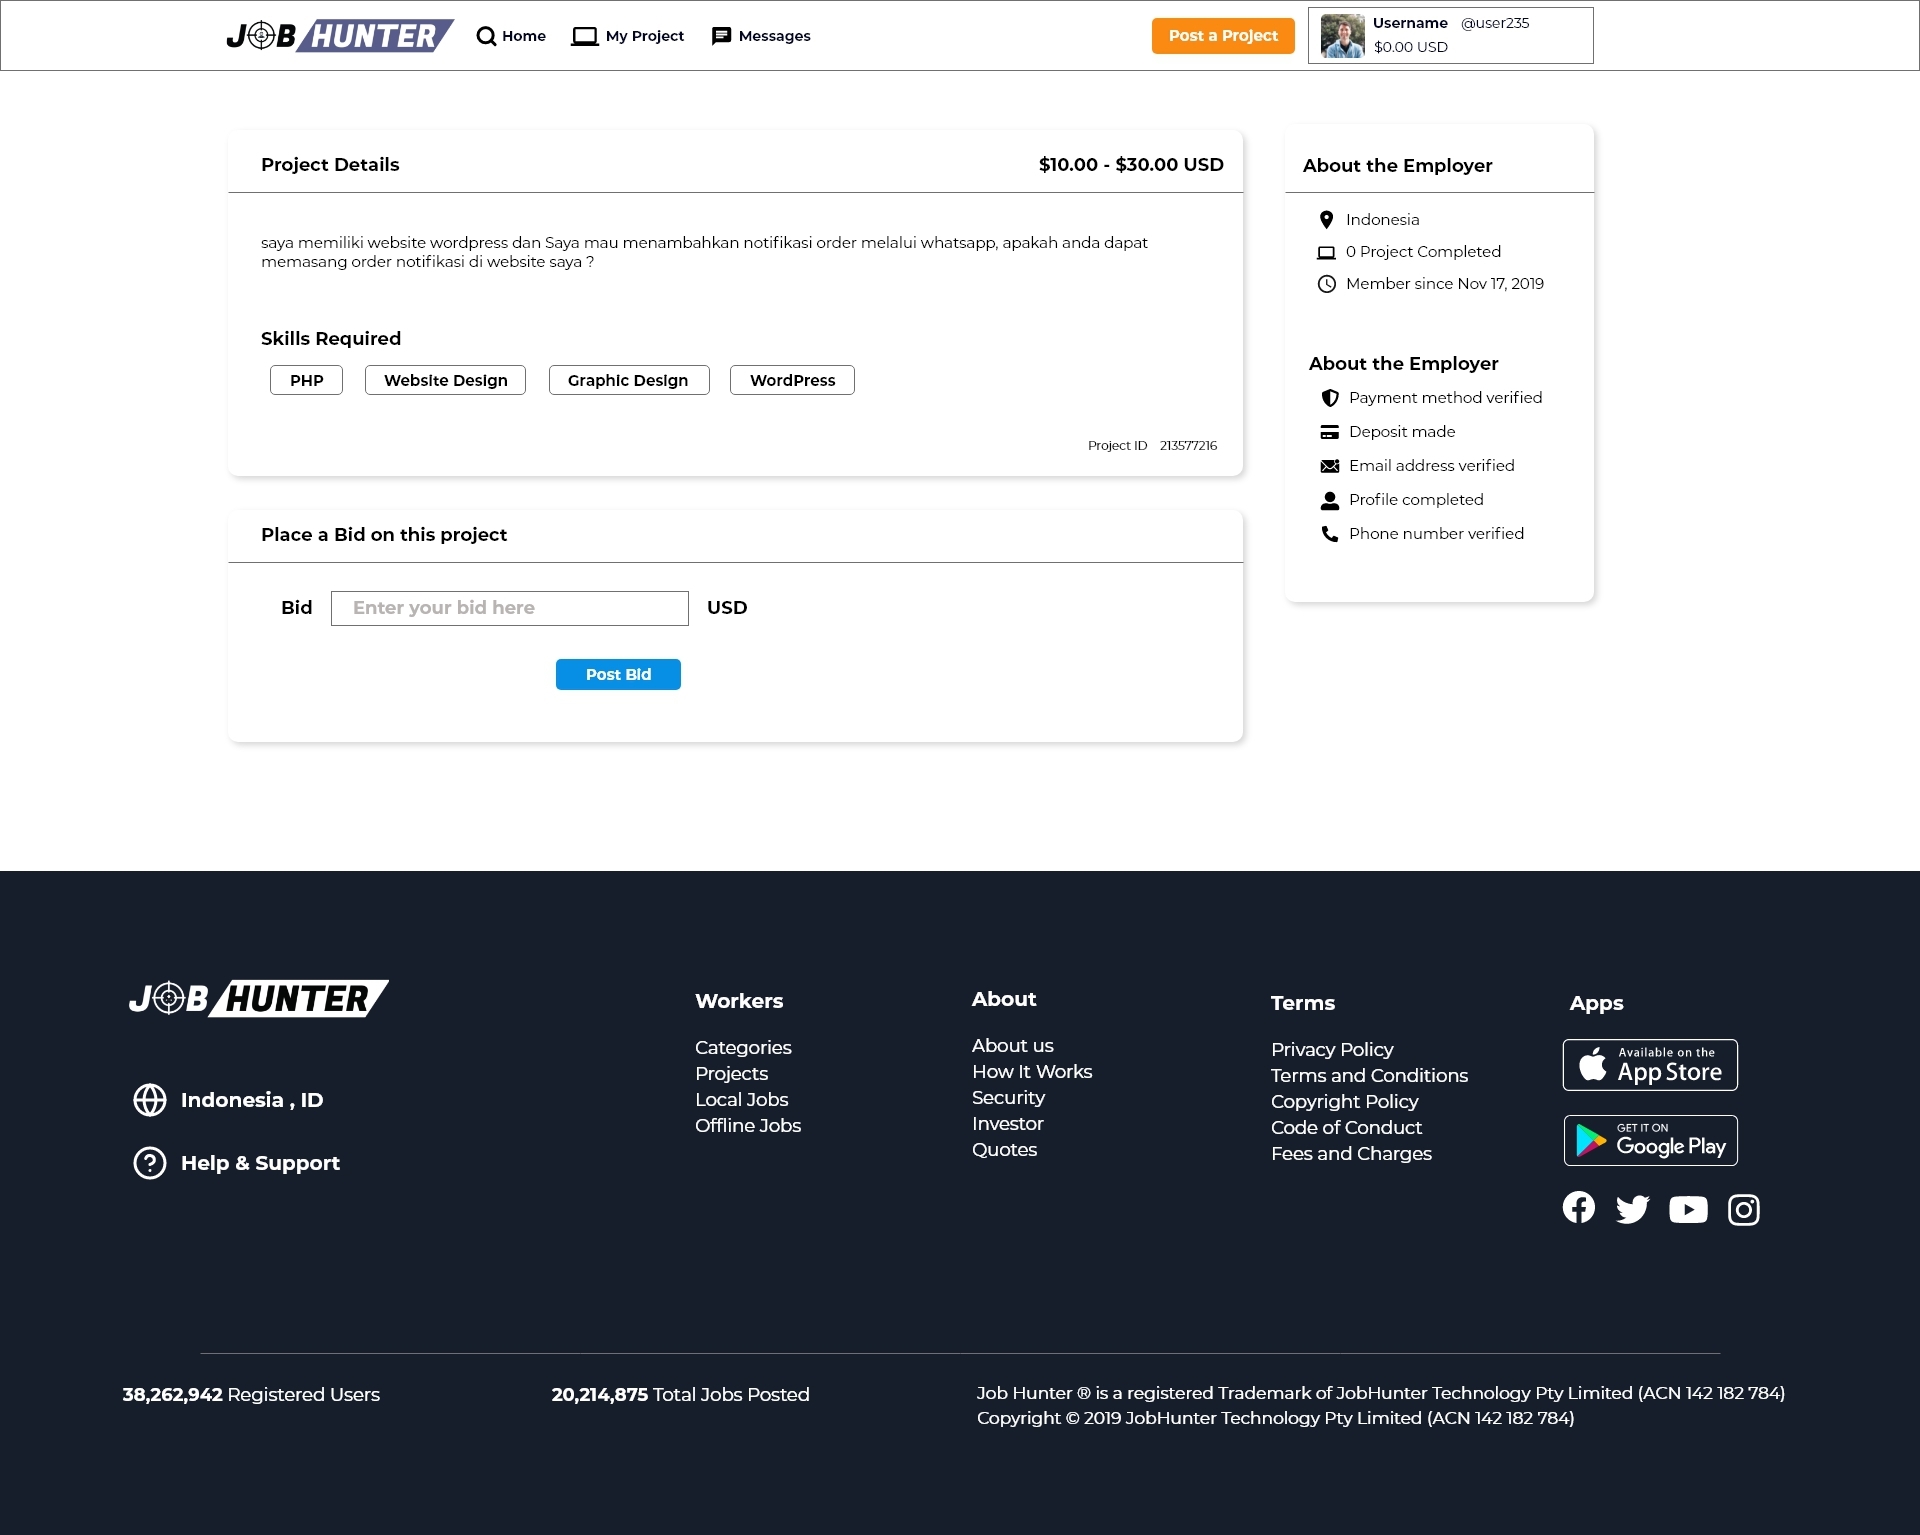 JOB HUNTER
Home
My Project
Messages
Post a Project
Username @user235
$0.00 USD
Project Details
$10.00 - $30.00 USD
saya memiliki website wordpress dan Saya mau menambahkan notifikasi order melalui whatsapp, apakah anda dapat
memasang order notifikasi di website saya ?
Skills Required
PHP
Website Design
Graphic Design
WordPress
Project ID 213577216
About the Employer
Indonesia
0 Project Completed
Member since Nov 17, 2019
About the Employer
Payment method verified
Deposit made
Email address verified
Profile completed
Phone number verified
Place a Bid on this project
Bid
Enter your bid here
USD
Post Bid
JOB HUNTER
Indonesia , ID
Help & Support
Workers
Categories
Projects
Local Jobs
Offline Jobs
About
About us
How It Works
Security
Investor
Quotes
Terms
Privacy Policy
Terms and Conditions
Copyright Policy
Code of Conduct
Fees and Charges
Apps
Available on the
App Store
GET IT ON
Google Play
38,262,942 Registered Users
20,214,875 Total Jobs Posted
Job Hunter ® is a registered Trademark of JobHunter Technology Pty Limited (ACN 142 182 784)
Copyright © 2019 JobHunter Technology Pty Limited (ACN 142 182 784)